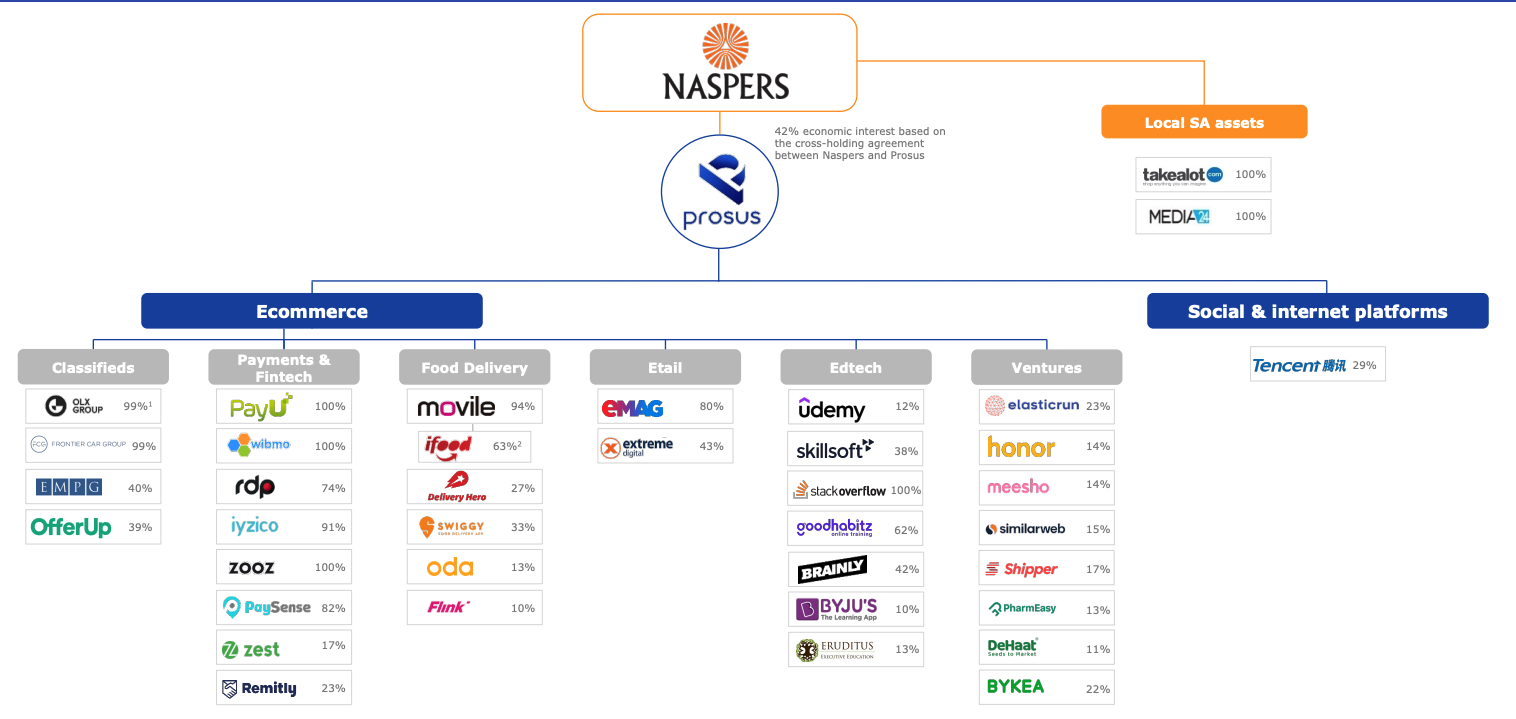 NASPERS
42% economic interest based on
the cross-holding agreement
between Naspers and Prosus
Local SA assets
takealot com 100%
MEDIA24 100%
prosus
Ecommerce
Social & internet platforms
Tencent 腾讯 29%
Classifieds
OLX
GROUP
99%¹
FCG FRONTIER CAR GROUP 99%
EMPG 40%
OfferUp 39%
Payments &
Fintech
PayU 100%
wibmo 100%
rdp 74%
iyzico 91%
zooz 100%
PaySense 82%
zest 17%
Remitly 23%
Food Delivery
movile 94%
ifood 63%²
Delivery Hero 27%
SWIGGY 33%
FOOD DELIVERY APP
oda 13%
Flink 10%
Etail
eMAG 80%
extreme
digital
43%
Edtech
udemy 12%
skillsoft 38%
stackoverflow 100%
goodhabitz 62%
online training
BRAINLY 42%
B BYJU'S 10%
The Learning App
ERUDITUS 13%
EXECUTIVE EDUCATION
Ventures
elasticrun 23%
honor 14%
meesho 14%
similarweb 15%
Shipper 17%
PharmEasy 13%
DeHaat 11%
Seeds to Market
BYKEA 22%